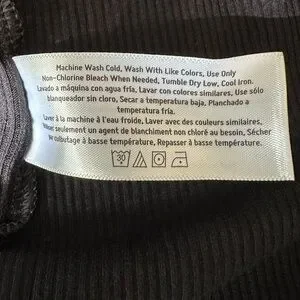 Machine Wash Cold, Wash With Like Colors, Use Only
Non-Chlorine Bleach When Needed, Tumble Dry Low, Cool Iron.
Lavado a máquina con agua fría, Lavar con colores similares. Use sólo
blanqueador sin cloro, Secar a temperatura baja, Planchado a
temperatura fría.
Laver à la machine à l'eau froide, Laver avec des couleurs similaires,
seulement un agent de blanchiment non chloré au besoin, Sécher
culbutage à basse température, Repasser à basse température.
30